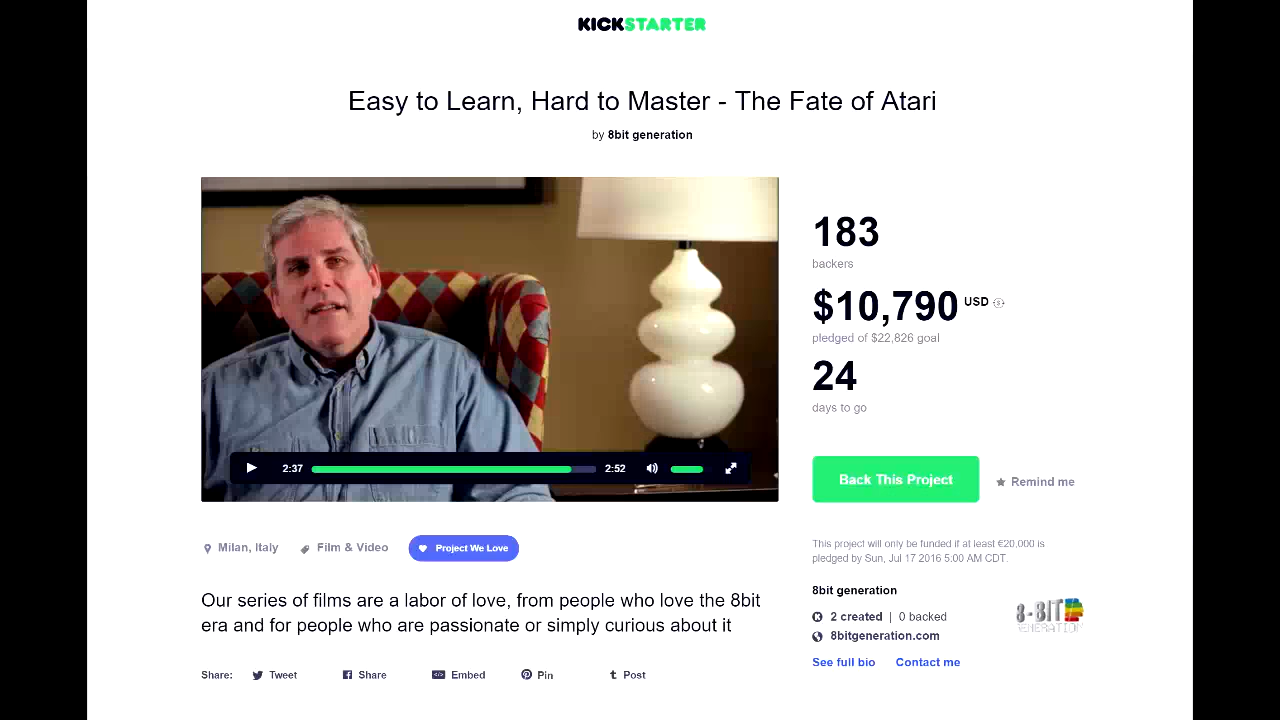 KICKSTARTER
Easy to Learn, Hard to Master - The Fate of Atari
by 8bit generation
183
backers
$10,790 USD
pledged of $22,826 goal
24
days to go
2:37
2:52
Back This Project
Remind me
Milan, Italy
Film & Video
Project We Love
This project will only be funded if at least €20,000 is
pledged by Sun, Jul 17 2016 5:00 AM CDT.
Our series of films are a labor of love, from people who love the 8bit
era and for people who are passionate or simply curious about it
8bit generation
2 created | 0 backed
8bitgeneration.com
See full bio
Contact me
8-BIT
GENERATION
Share:
Tweet
Share
Embed
Pin
Post